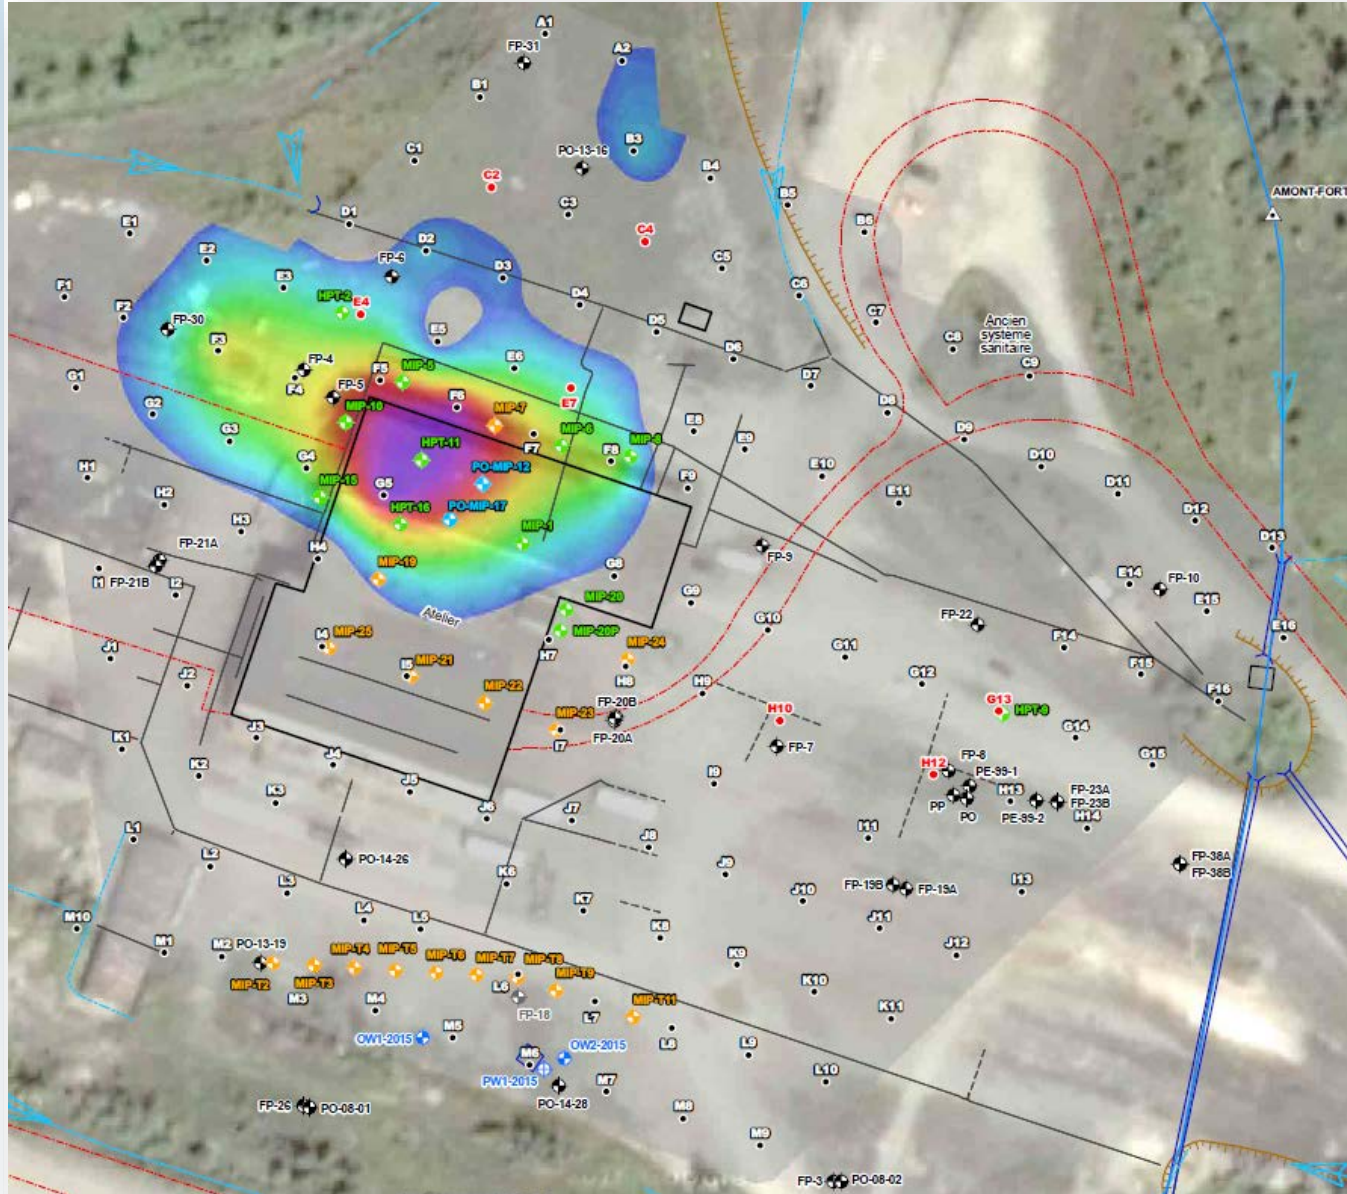 A1
FP-31
A2
B1
B3
PO-13-16
C1
B4
C2
B5
AMONT-FORT
D1
C3
B6
E1
C4
D2
E2
FP-6
C5
D3
E3
C6
F1
HPT-2
E4
D4
F2
FP-30
C7
Ancien
système
sanitaire
E5
D5
C8
F3
D6
E6
FP-4
C9
G1
F4
FP-5
F5
MIP-5
D7
G2
MIP-10
F6
MIP-7
E7
D8
G3
F7
MIP-6
E8
D9
H1
G4
HPT-11
F8
MIP-8
E9
E10
D10
MIP-15
G5
PO-MIP-12
F9
D11
H2
E11
H3
HPT-16
PO-MIP-17
MIP-1
D12
FP-21A
H4
FP-9
D13
I1
FP-21B
I2
MIP-19
G8
E14
FP-10
Atelier
MIP-20
G9
E15
MIP-20P
G10
FP-22
E16
I4
MIP-25
MIP-24
G11
F14
J1
H7
F15
J2
I5
MIP-21
H8
H9
G12
MIP-22
F16
FP-20B
H10
G13
HPT-9
J3
MIP-23
FP-20A
G14
K1
I7
FP-7
G15
J4
FP-8
K2
I9
H12
PE-99-1
K3
J5
H13
FP-23A
FP-23B
PP
PO
PE-99-2
H14
J6
J7
L1
J8
I11
L2
PO-14-26
J9
FP-38A
FP-38B
L3
K6
J10
FP-19B
FP-19A
I13
M10
L4
L5
K7
J11
K8
M1
M2
PO-13-19
MIP-T4
MIP-T5
MIP-T6
MIP-T7
MIP-T8
K9
J12
MIP-T2
MIP-T3
MIP-T9
K10
M3
M4
L6
FP-18
MIP-T11
K11
L7
OW1-2015
M5
OW2-2015
L8
L9
M6
PW1-2015
L10
FP-26
PO-08-01
PO-14-28
M7
M8
M9
FP-3
PO-08-02